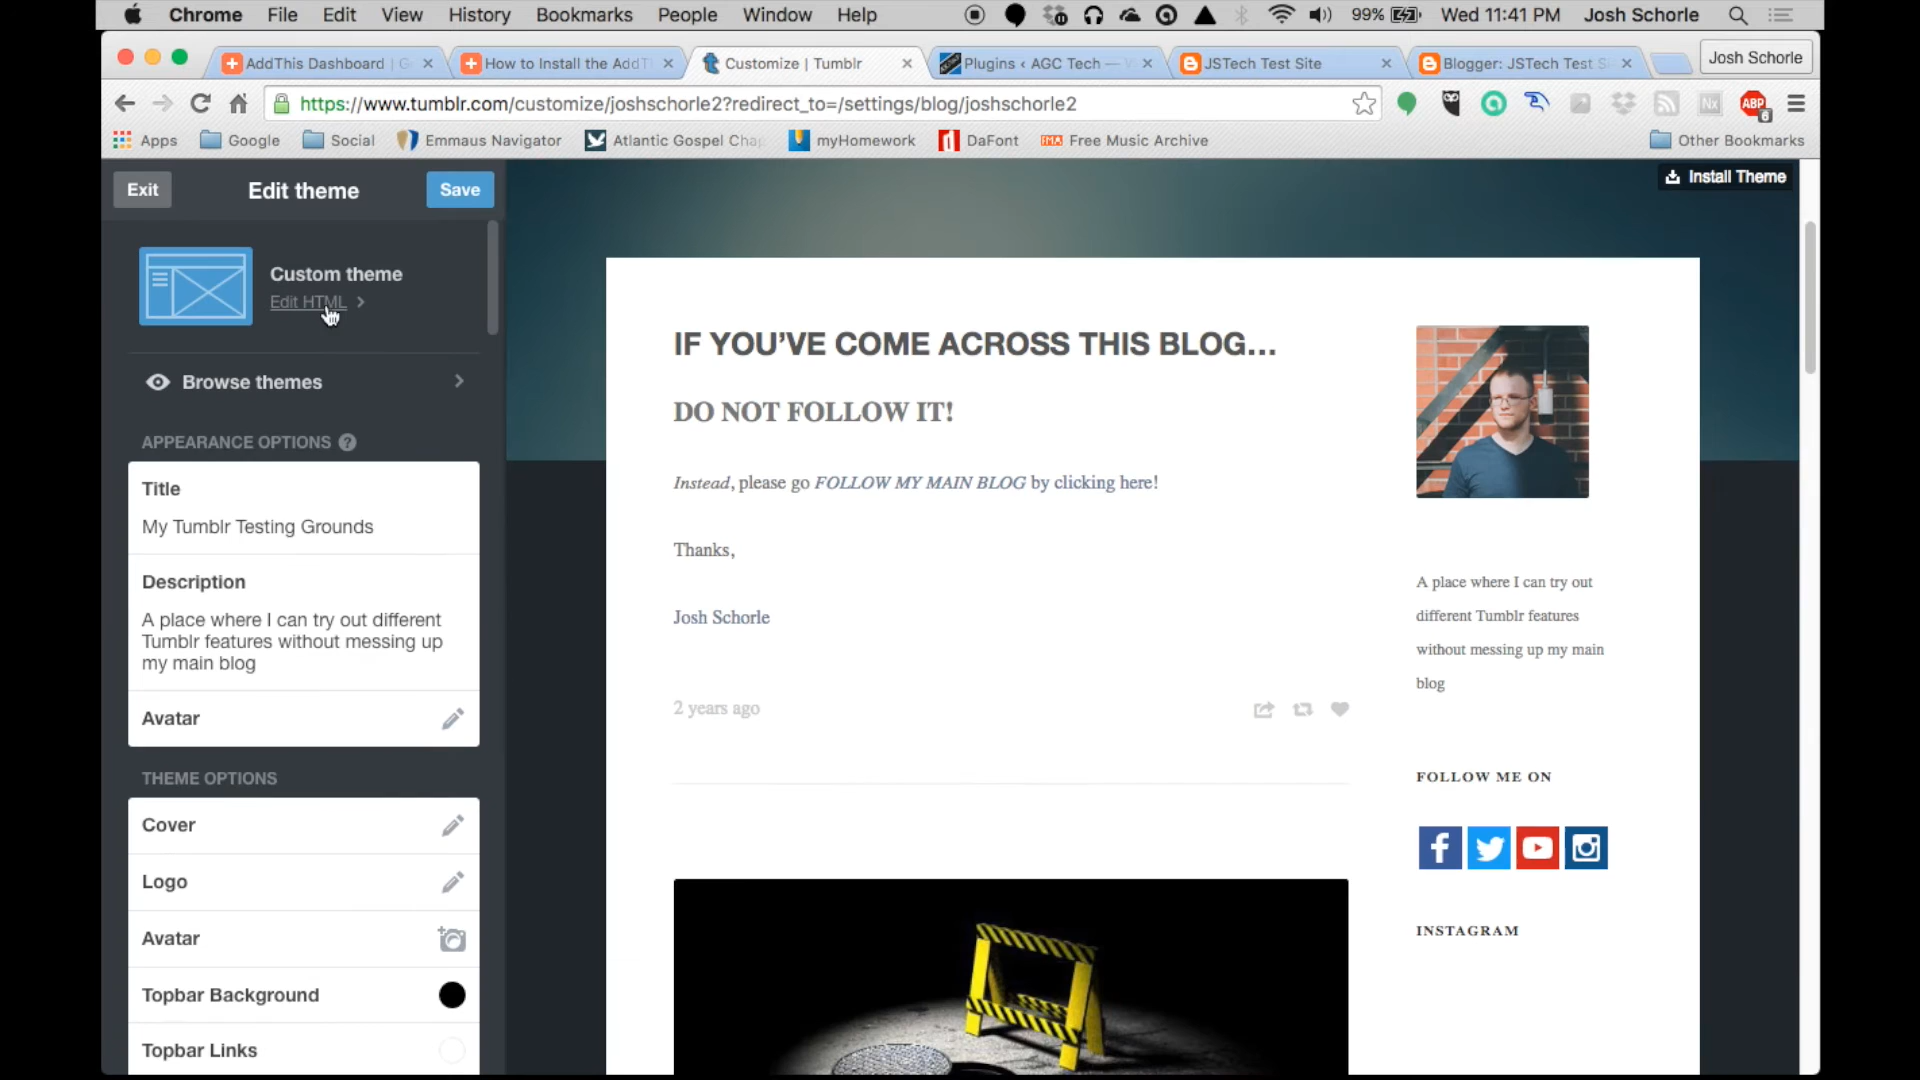 Chrome File Edit View History Bookmarks People Window Help 99% Wed 11:41 PM Josh Schorle
AddThis Dashboard | G
How to Install the AddT
Customize | Tumblr
Plugins ‹ AGC Tech —
JSTech Test Site
Blogger: JSTech Test S
Josh Schorle
https://www.tumblr.com/customize/joshschorle2?redirect_to=/settings/blog/joshschorle2
Nx
ABP
6
Apps Google Social Emmaus Navigator Atlantic Gospel Chap myHomework DaFont FMA Free Music Archive Other Bookmarks
Exit Edit theme Save
Install Theme
Custom theme
Edit HTML
Browse themes
APPEARANCE OPTIONS ?
Title
My Tumblr Testing Grounds
Description
A place where I can try out different
Tumblr features without messing up
my main blog
Avatar
THEME OPTIONS
Cover
Logo
Avatar
Topbar Background
Topbar Links
IF YOU’VE COME ACROSS THIS BLOG…
DO NOT FOLLOW IT!
Instead, please go FOLLOW MY MAIN BLOG by clicking here!
Thanks,
Josh Schorle
2 years ago
A place where I can try out
different Tumblr features
without messing up my main
blog
FOLLOW ME ON
INSTAGRAM